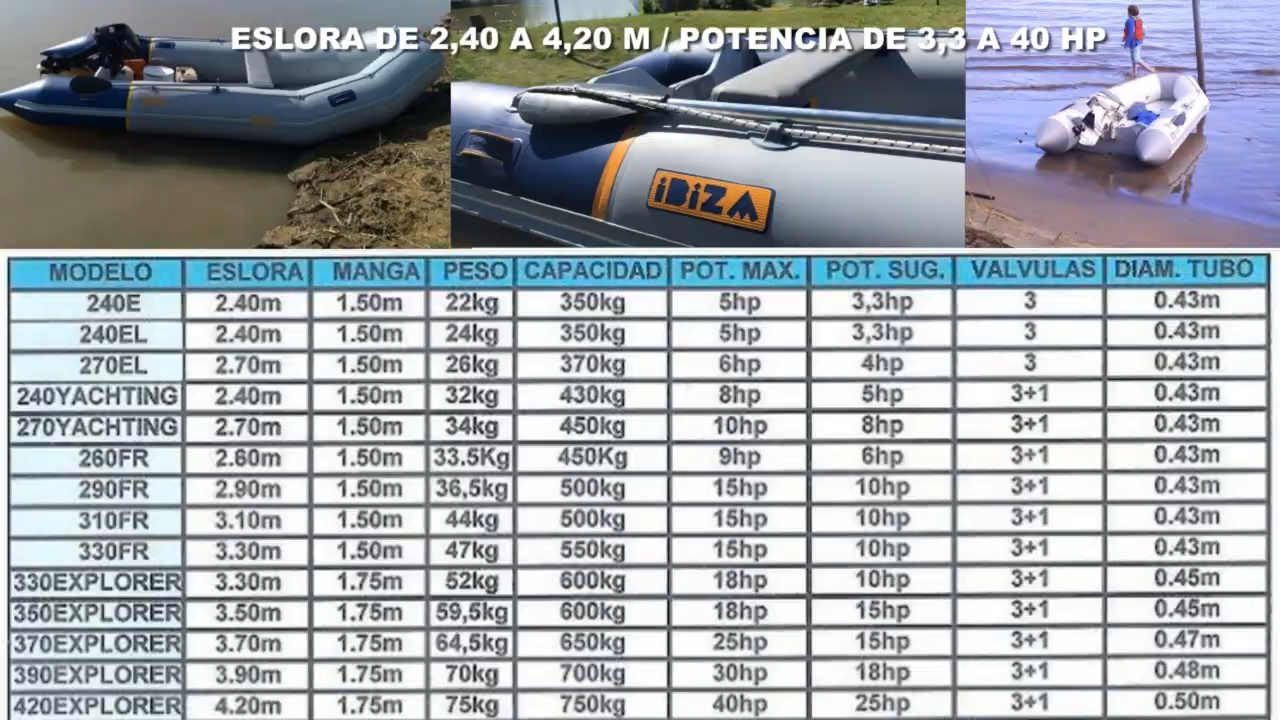 ESLORA DE 2,40 A 4,20 M / POTENCIA DE 3,3 A 40 HP
iBiZA
MODELO ESLORA MANGA PESO CAPACIDAD POT. MAX. POT. SUG. VALVULAS DIAM. TUBO
240E 2.40m 1.50m 22kg 350kg 5hp 3,3hp 3 0.43m
240EL 2.40m 1.50m 24kg 350kg 5hp 3,3hp 3 0.43m
270EL 2.70m 1.50m 26kg 370kg 6hp 4hp 3 0.43m
240YACHTING 2.40m 1.50m 32kg 430kg 8hp 5hp 3+1 0.43m
270YACHTING 2.70m 1.50m 34kg 450kg 10hp 8hp 3+1 0.43m
260FR 2.60m 1.50m 33.5Kg 450Kg 9hp 6hp 3+1 0.43m
290FR 2.90m 1.50m 36,5kg 500kg 15hp 10hp 3+1 0.43m
310FR 3.10m 1.50m 44kg 500kg 15hp 10hp 3+1 0.43m
330FR 3.30m 1.50m 47kg 550kg 15hp 10hp 3+1 0.43m
330EXPLORER 3.30m 1.75m 52kg 600kg 18hp 10hp 3+1 0.45m
350EXPLORER 3.50m 1.75m 59,5kg 600kg 18hp 15hp 3+1 0.45m
370EXPLORER 3.70m 1.75m 64,5kg 650kg 25hp 15hp 3+1 0.47m
390EXPLORER 3.90m 1.75m 70kg 700kg 30hp 18hp 3+1 0.48m
420EXPLORER 4.20m 1.75m 75kg 750kg 40hp 25hp 3+1 0.50m